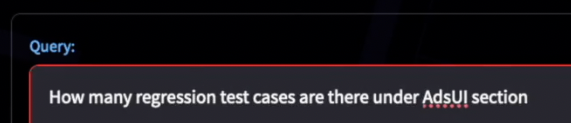 Query:
How many regression test cases are there under AdsUI section